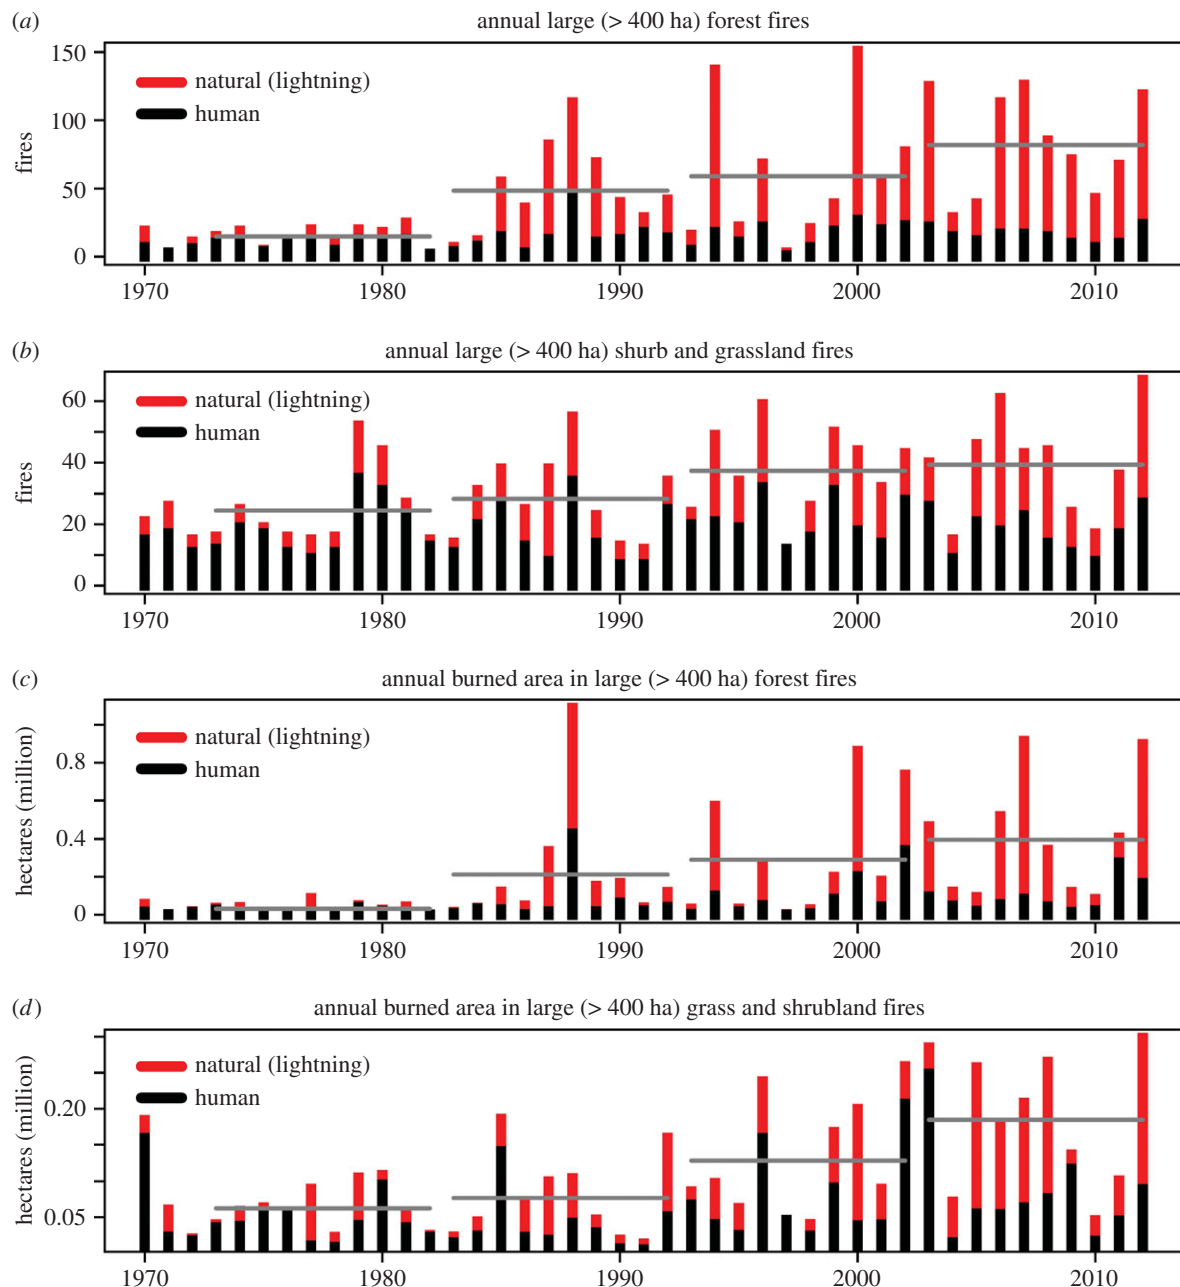 (a) annual large (> 400 ha) forest fires
150
natural (lightning)
human
100
fires
50
0
1970 1980 1990 2000 2010
(b) annual large (> 400 ha) shurb and grassland fires
60
natural (lightning)
human
40
fires
20
0
1970 1980 1990 2000 2010
(c) annual burned area in large (> 400 ha) forest fires
natural (lightning)
0.8
human
hectares (million)
0.4
0
1970 1980 1990 2000 2010
(d) annual burned area in large (> 400 ha) grass and shrubland fires
natural (lightning)
human
0.20
hectares (million)
0.05
1970 1980 1990 2000 2010